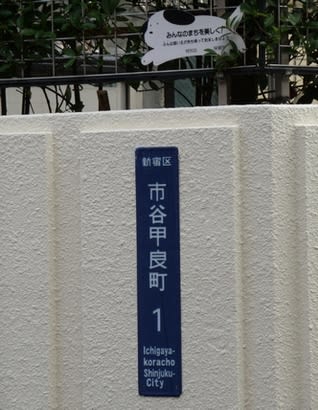 みんなのまちを美しく!
新宿区
市谷甲良町
1
Ichigaya-
koracho
Shinjuku-
City